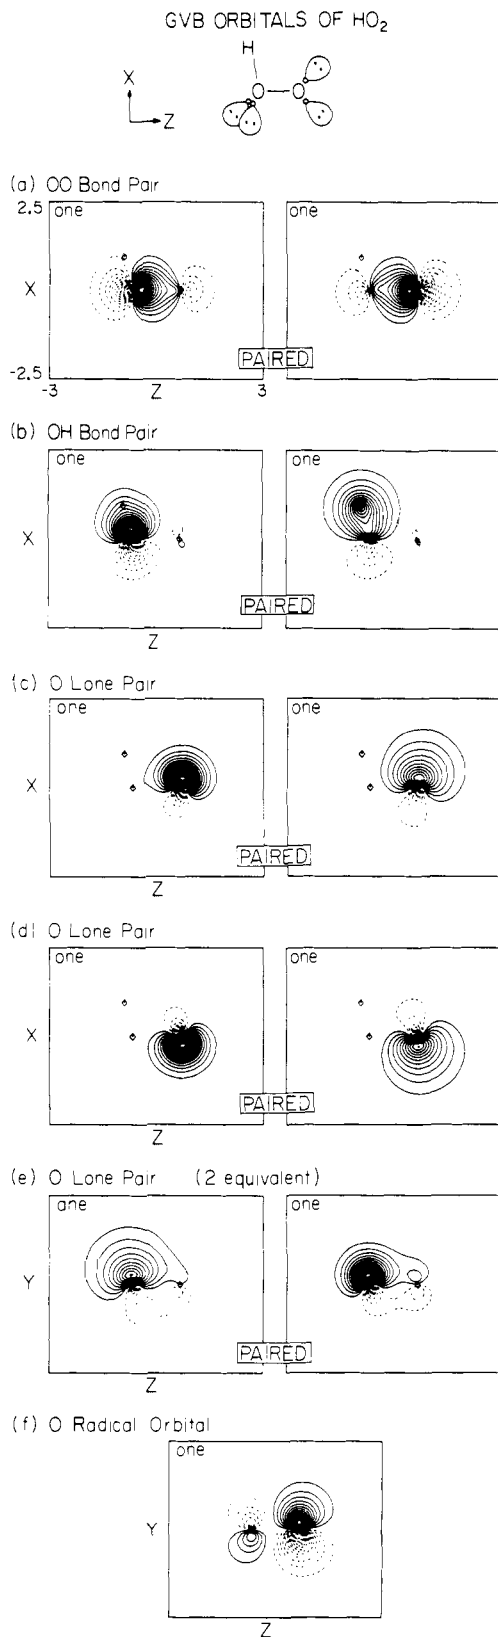 GVB ORBITALS OF HO₂
H
X
Z
(a) OO Bond Pair
2.5
one
X
PAIRED
-2.5
-3
Z
3
(b) OH Bond Pair
one
one
X
PAIRED
Z
(c) O Lone Pair
one
one
X
PAIRED
Z
(d) O Lone Pair
one
one
X
PAIRED
Z
(e) O Lone Pair (2 equivalent)
ane
one
Y
PAIRED
Z
(f) O Radical Orbital
one
Y
Z